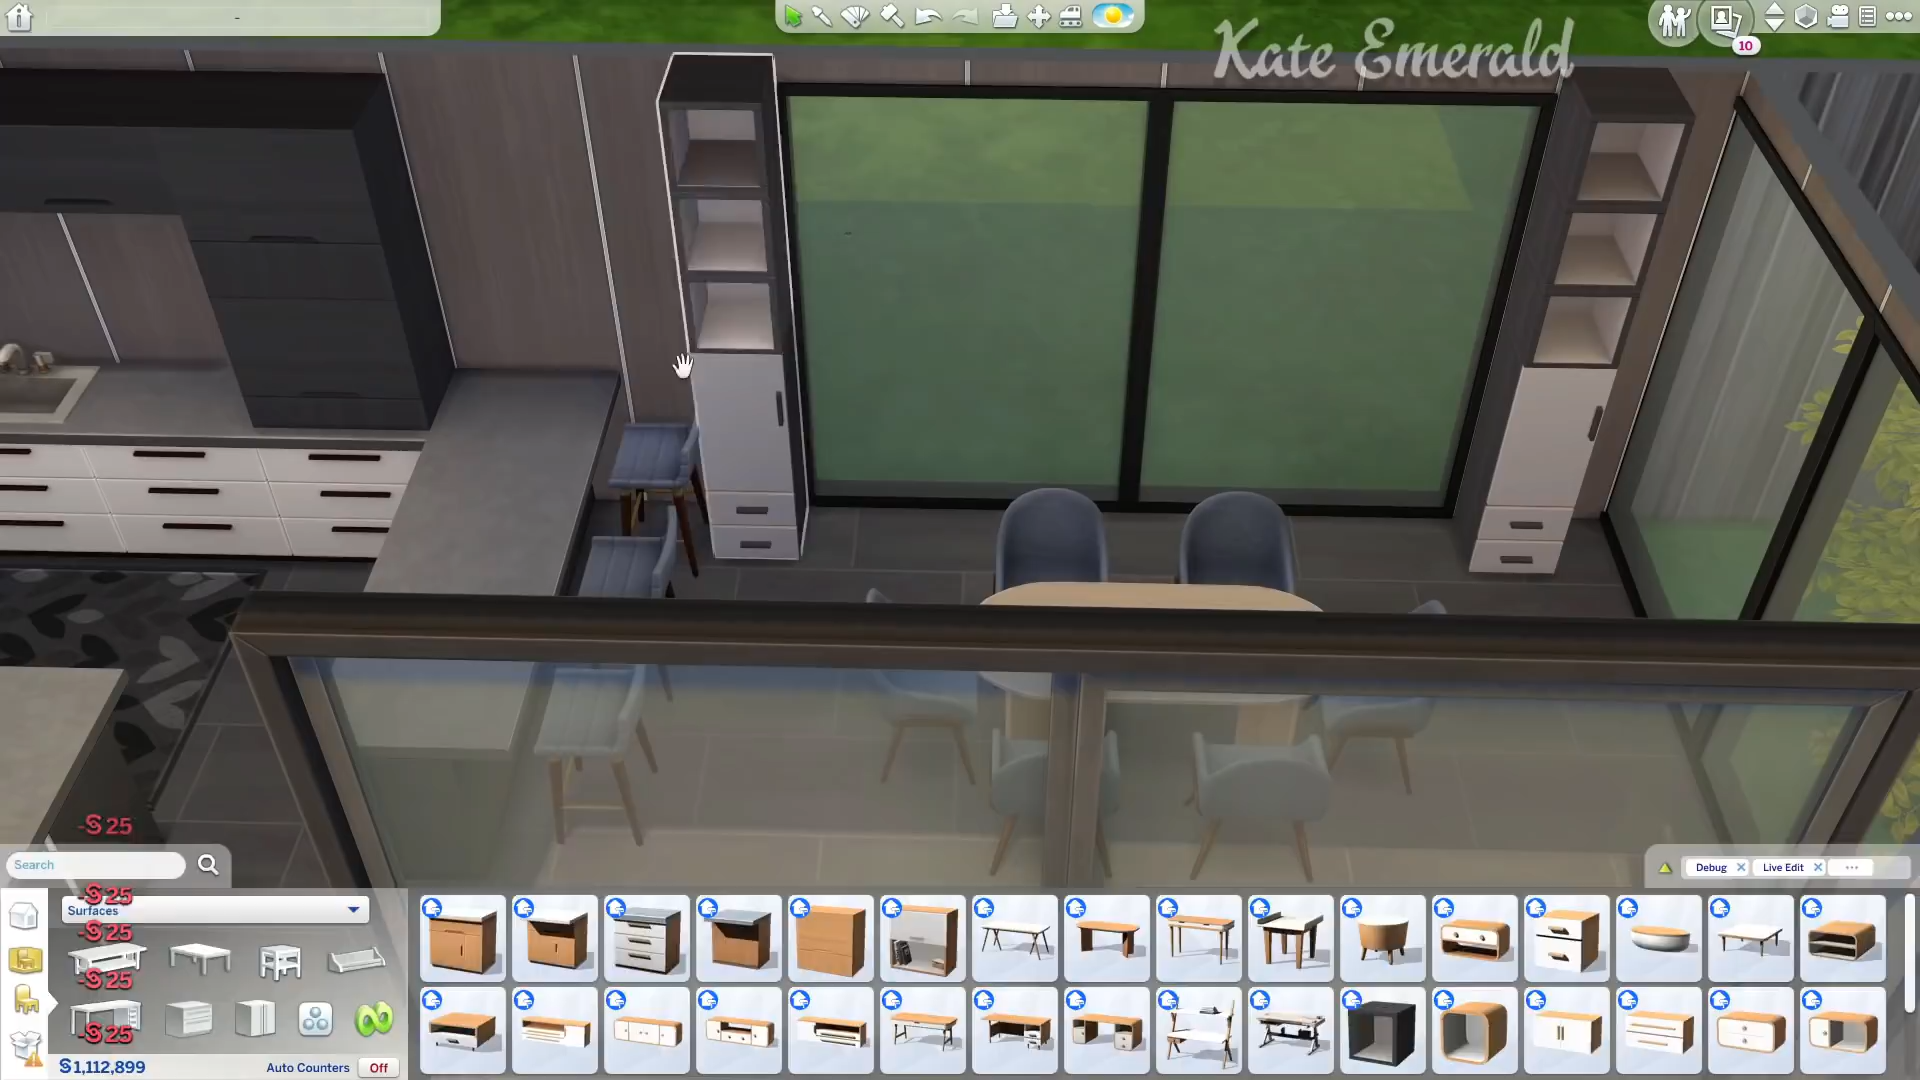 -
Kate Emerald
10
-§25
Search
Debug
Live Edit
-§25
Surfaces
-§25
-§25
-§25
§1,112,899
Auto Counters
Off